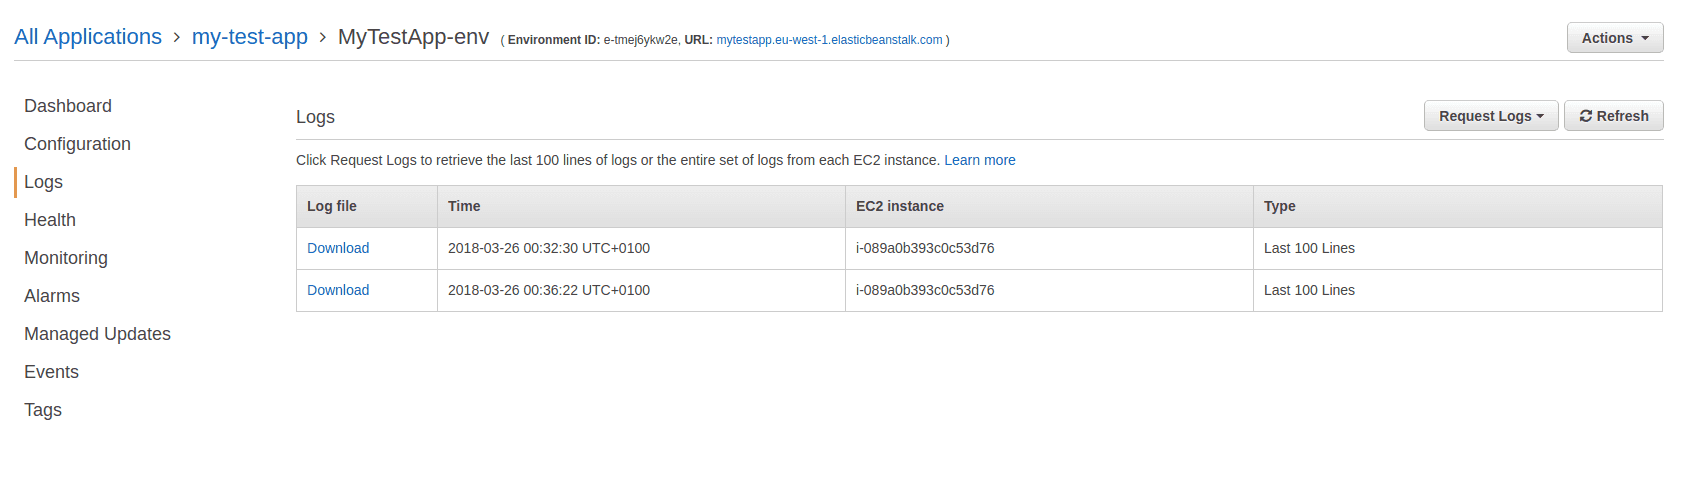 All Applications > my-test-app > MyTestApp-env ( Environment ID: e-tmej6ykw2e, URL: mytestapp.eu-west-1.elasticbeanstalk.com )
Actions
Dashboard
Configuration
Logs
Health
Monitoring
Alarms
Managed Updates
Events
Tags
Logs
Request Logs
Refresh
Click Request Logs to retrieve the last 100 lines of logs or the entire set of logs from each EC2 instance. Learn more
Log file Time EC2 instance Type
Download 2018-03-26 00:32:30 UTC+0100 i-089a0b393c0c53d76 Last 100 Lines
Download 2018-03-26 00:36:22 UTC+0100 i-089a0b393c0c53d76 Last 100 Lines